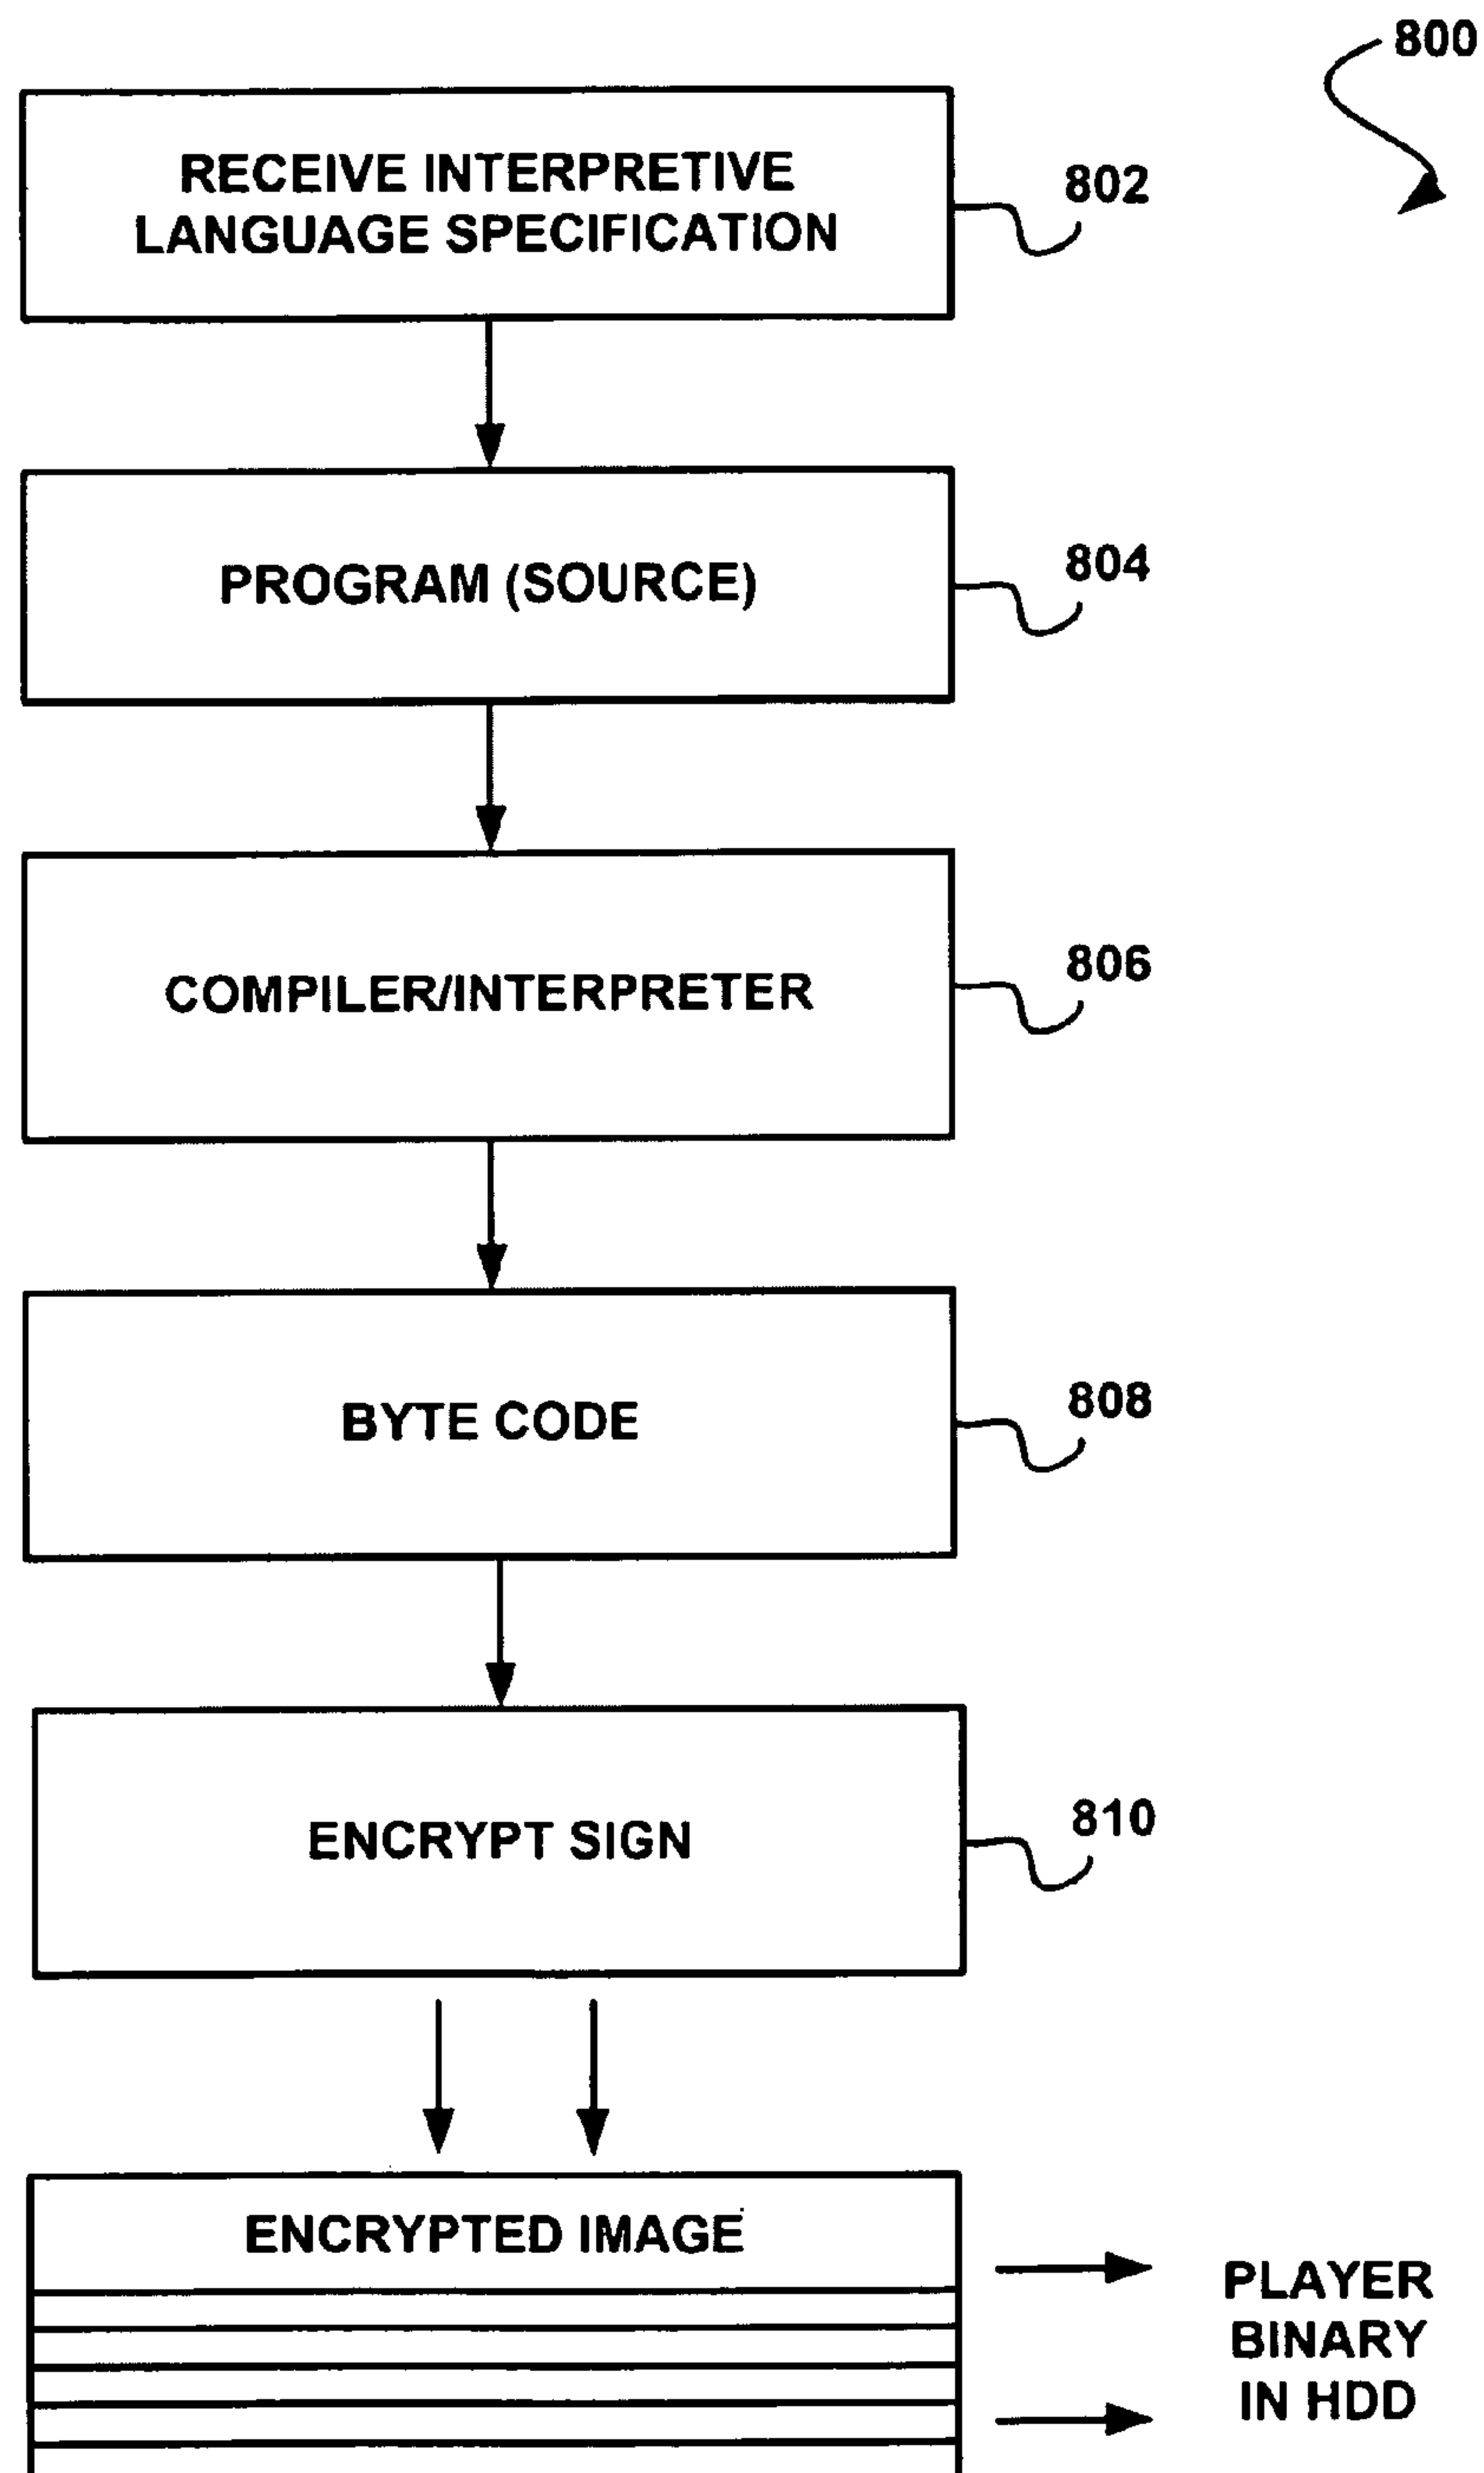 800
RECEIVE INTERPRETIVE
LANGUAGE SPECIFICATION
802
PROGRAM (SOURCE)
804
COMPILER/INTERPRETER
806
BYTE CODE
808
ENCRYPT SIGN
810
ENCRYPTED IMAGE
PLAYER
BINARY
IN HDD